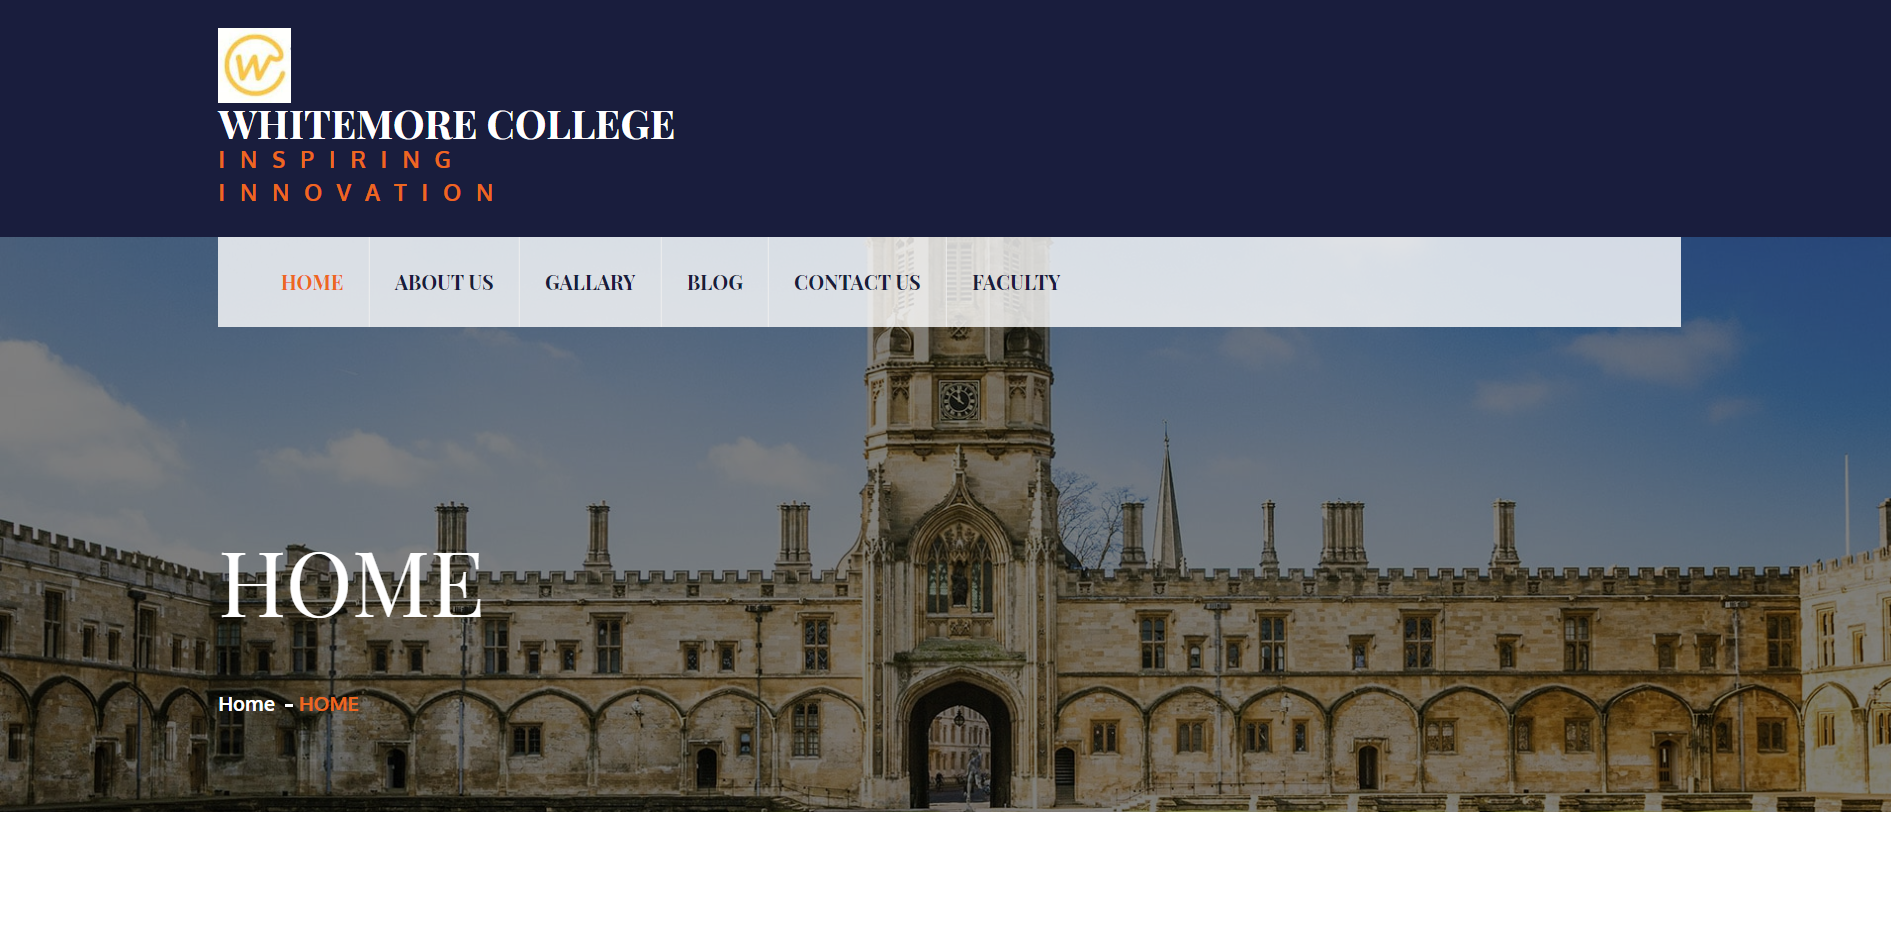 WHITEMORE COLLEGE
INSPIRING
INNOVATION
HOME ABOUT US GALLARY BLOG CONTACT US FACULTY
HOME
Home - HOME